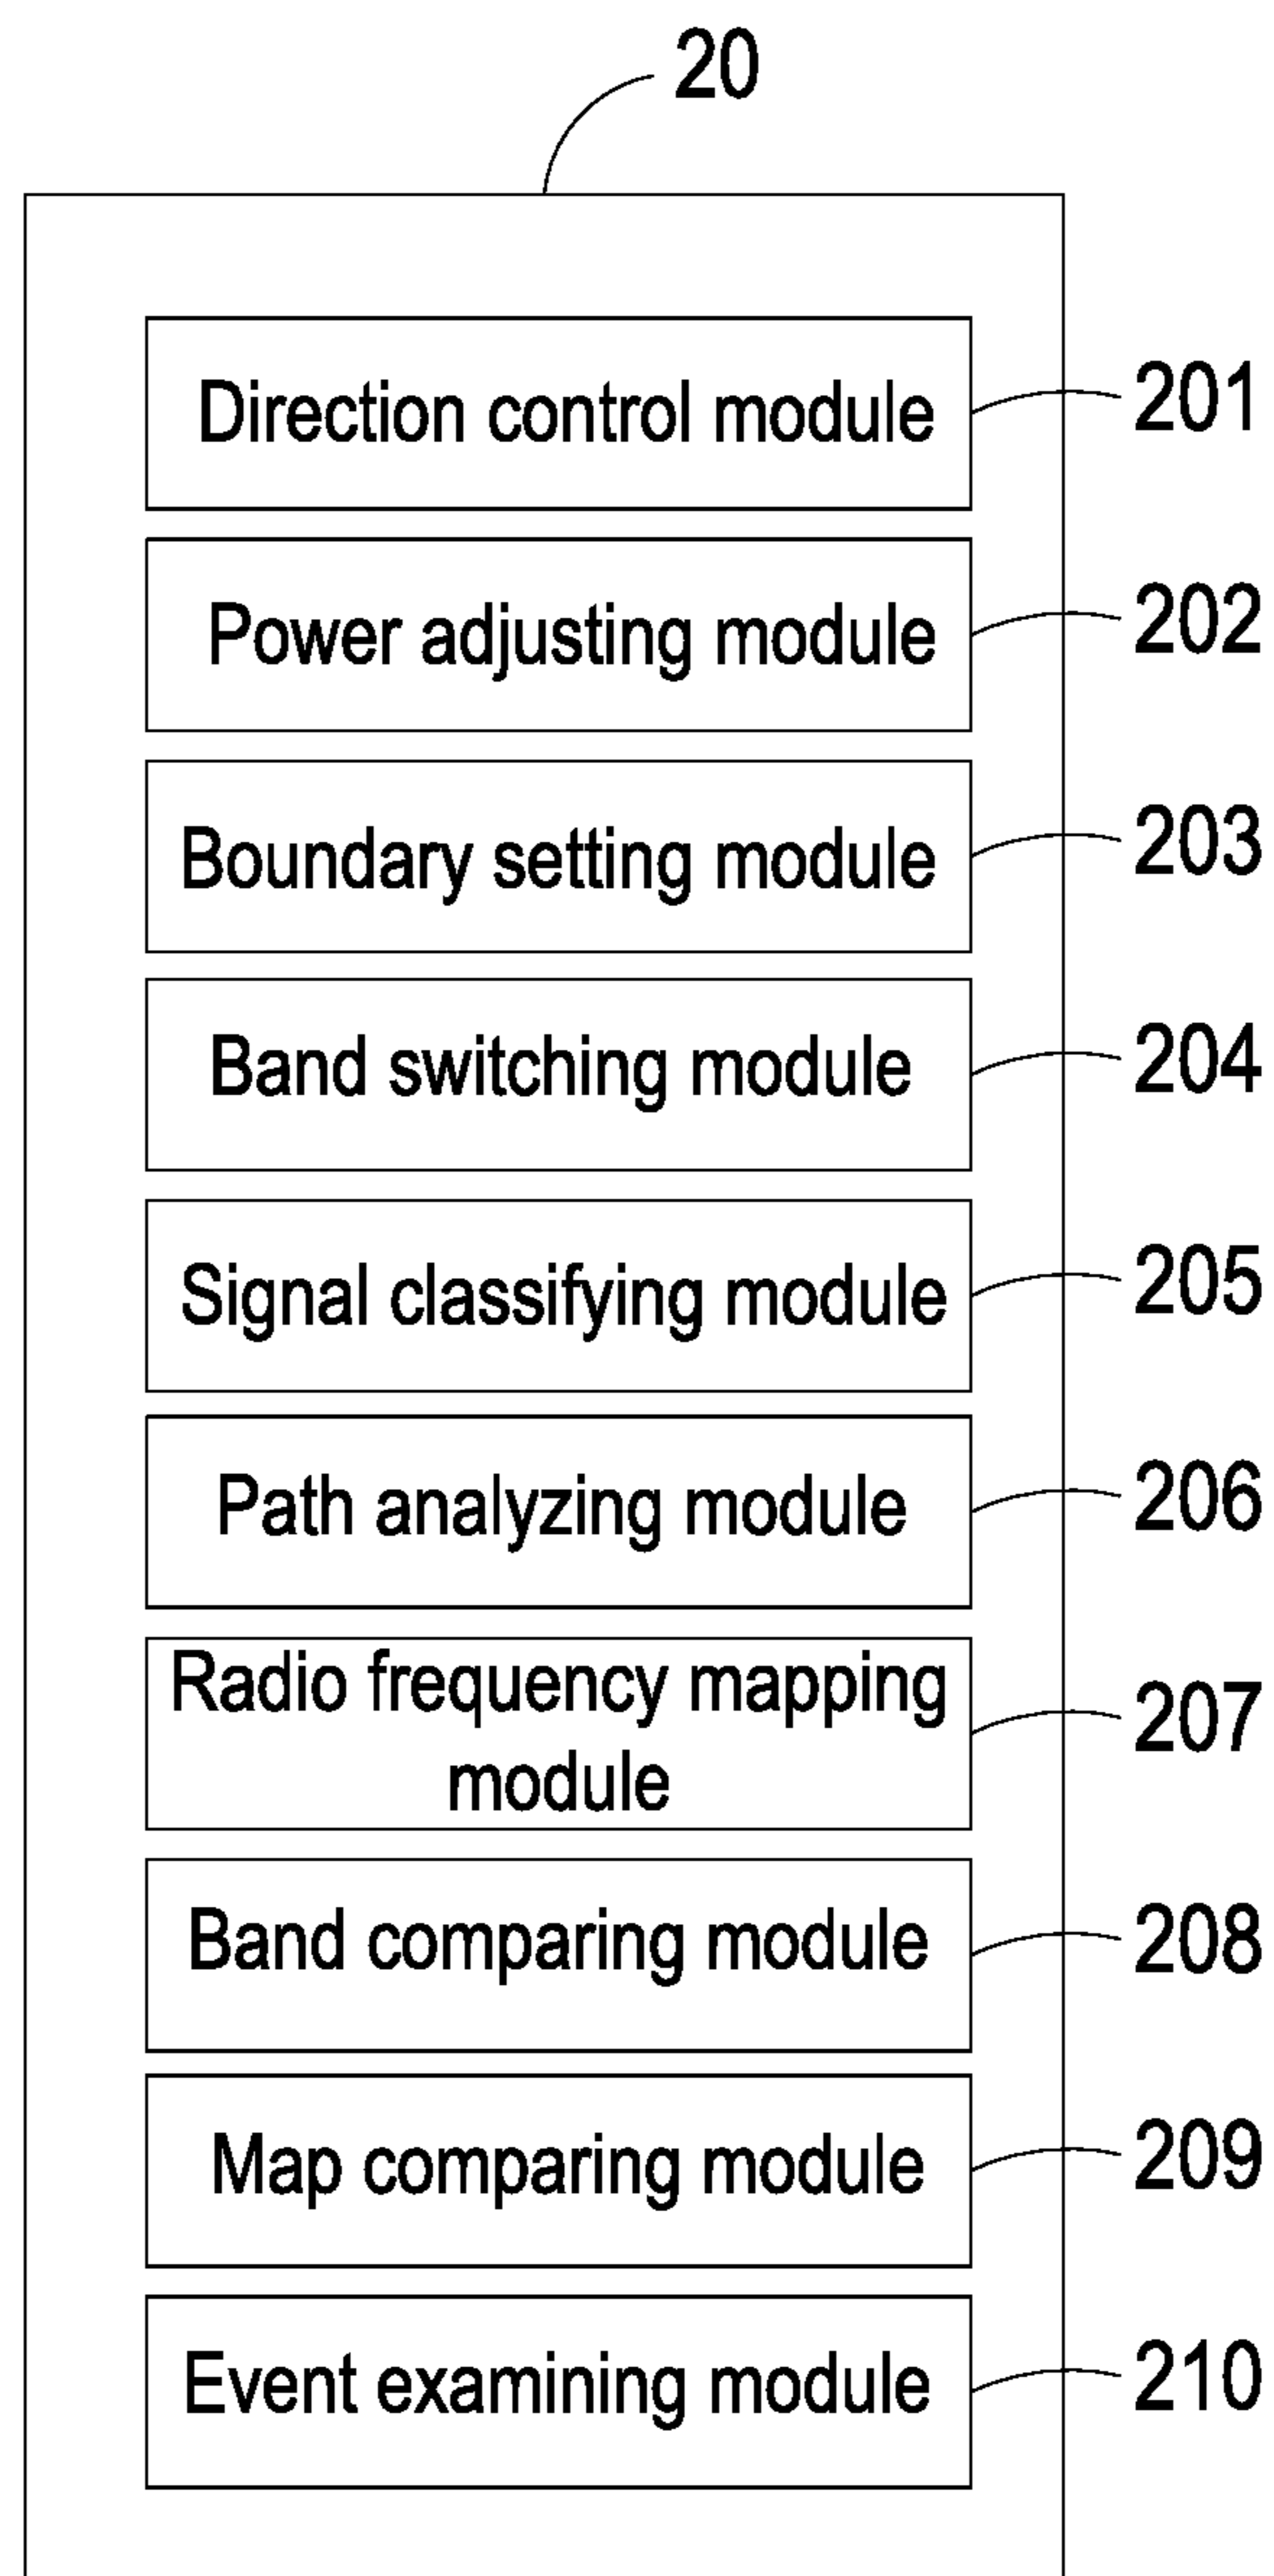 20
Direction control module 201
Power adjusting module 202
Boundary setting module 203
Band switching module 204
Signal classifying module 205
Path analyzing module 206
Radio frequency mapping
module
207
Band comparing module 208
Map comparing module 209
Event examining module 210